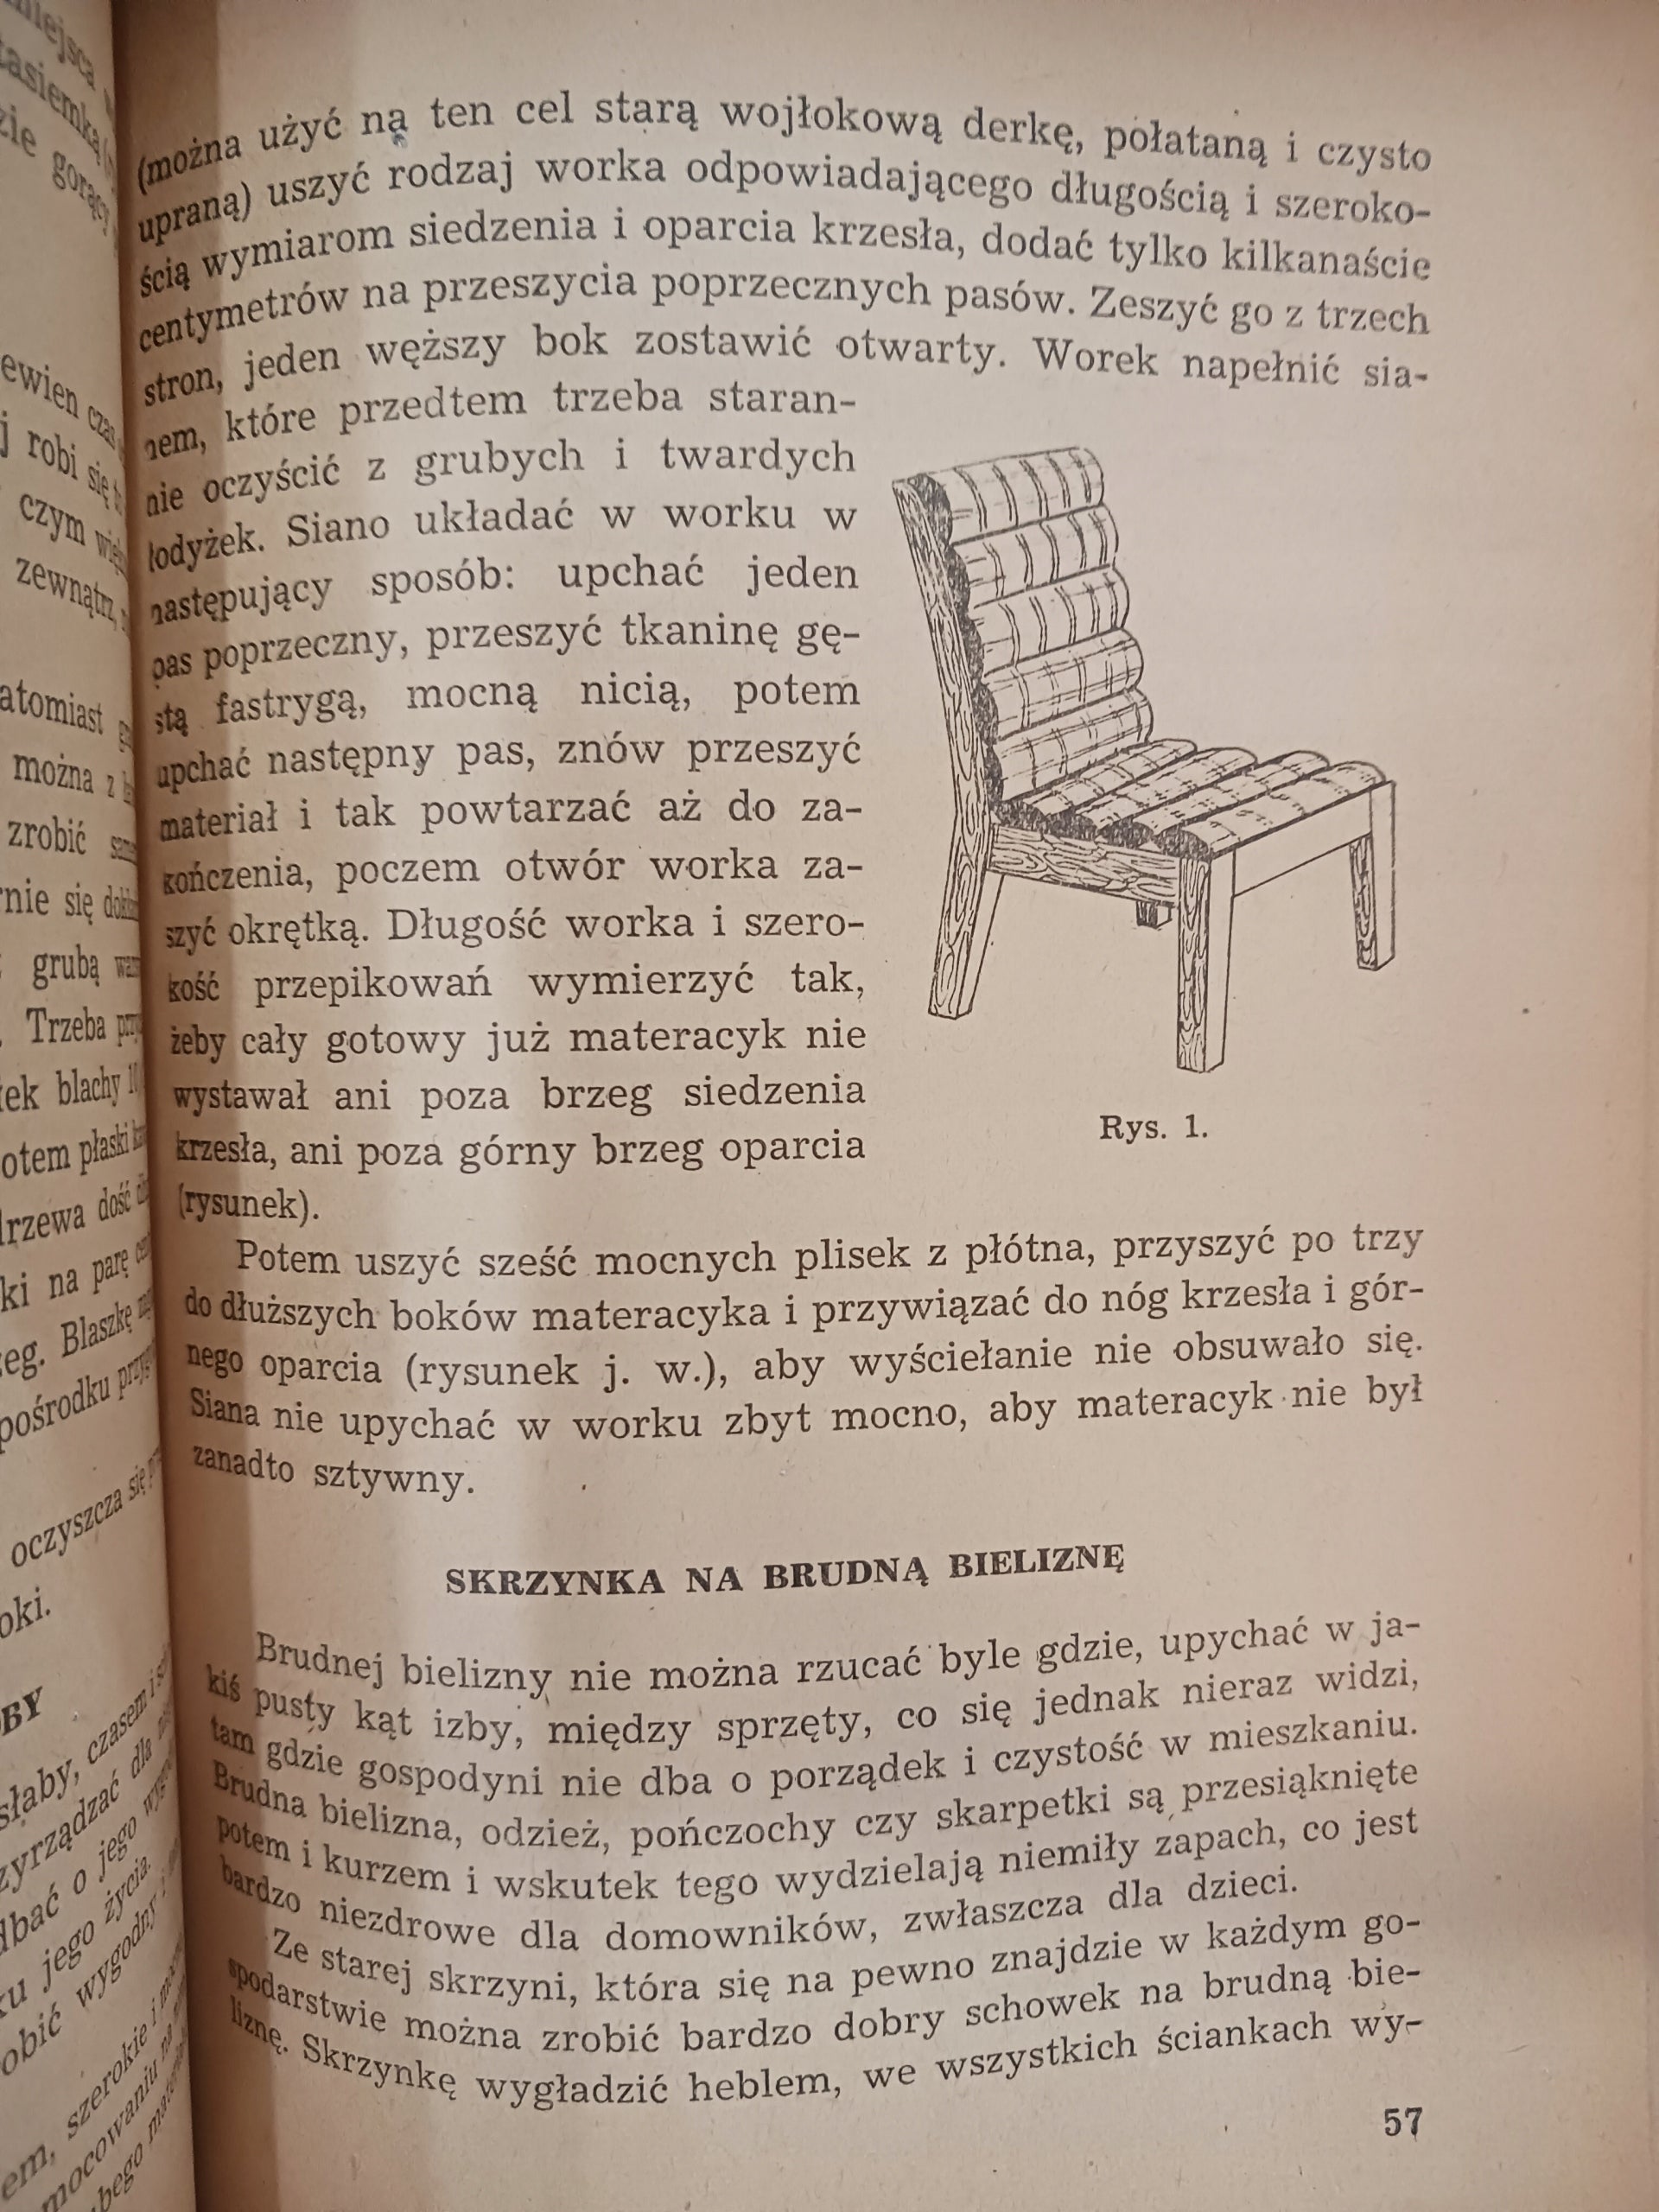 (można użyć na ten cel starą wojłokową derkę, połataną i czysto
upraną) uszyć rodzaj worka odpowiadającego długością i szeroko-
ścią wymiarom siedzenia i oparcia krzesła, dodać tylko kilkanaście
centymetrów na przeszycia poprzecznych pasów. Zeszyć go z trzech
stron, jeden węższy bok zostawić otwarty. Worek napełnić sia-
nem, które przedtem trzeba staran-
nie oczyścić z grubych i twardych
łodyżek. Siano układać w worku w
następujący sposób: upchać jeden
pas poprzeczny, przeszyć tkaninę gę-
stą fastrygą, mocną nicią, potem
upchać następny pas, znów przeszyć
materiał i tak powtarzać aż do za-
kończenia, poczem otwór worka za-
szyć okrętką. Długość worka i szero-
kość przepikowań wymierzyć tak,
żeby cały gotowy już materacyk nie
wystawał ani poza brzeg siedzenia
krzesła, ani poza górny brzeg oparcia
(rysunek).
Rys. 1.
Potem uszyć sześć mocnych plisek z płótna, przyszyć po trzy
do dłuższych boków materacyka i przywiązać do nóg krzesła i gór-
nego oparcia (rysunek j. w.), aby wyściełanie nie obsuwało się.
Siana nie upychać w worku zbyt mocno, aby materacyk nie był
zanadto sztywny.
SKRZYNKA NA BRUDNĄ BIELIZNĘ
Brudnej bielizny nie można rzucać byle gdzie, upychać w ja-
kiś pusty kąt izby, między sprzęty, co się jednak nieraz widzi,
tam gdzie gospodyni nie dba o porządek i czystość w mieszkaniu.
Brudna bielizna, odzież, pończochy czy skarpetki są przesiąknięte
potem i kurzem i wskutek tego wydzielają niemiły zapach, co jest
bardzo niezdrowe dla domowników, zwłaszcza dla dzieci.
Ze starej skrzyni, która się na pewno znajdzie w każdym go-
spodarstwie można zrobić bardzo dobry schowek na brudną bie-
liznę. Skrzynkę wygładzić heblem, we wszystkich ściankach wy-
57